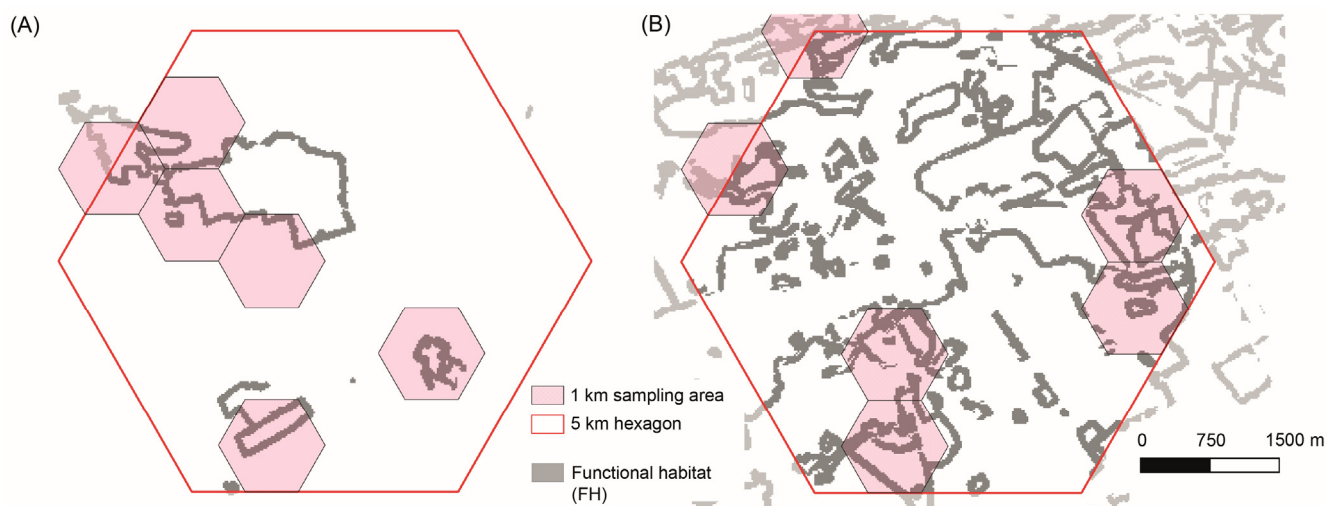 (A)
(B)
1 km sampling area
5 km hexagon
Functional habitat
(FH)
0 750 1500 m